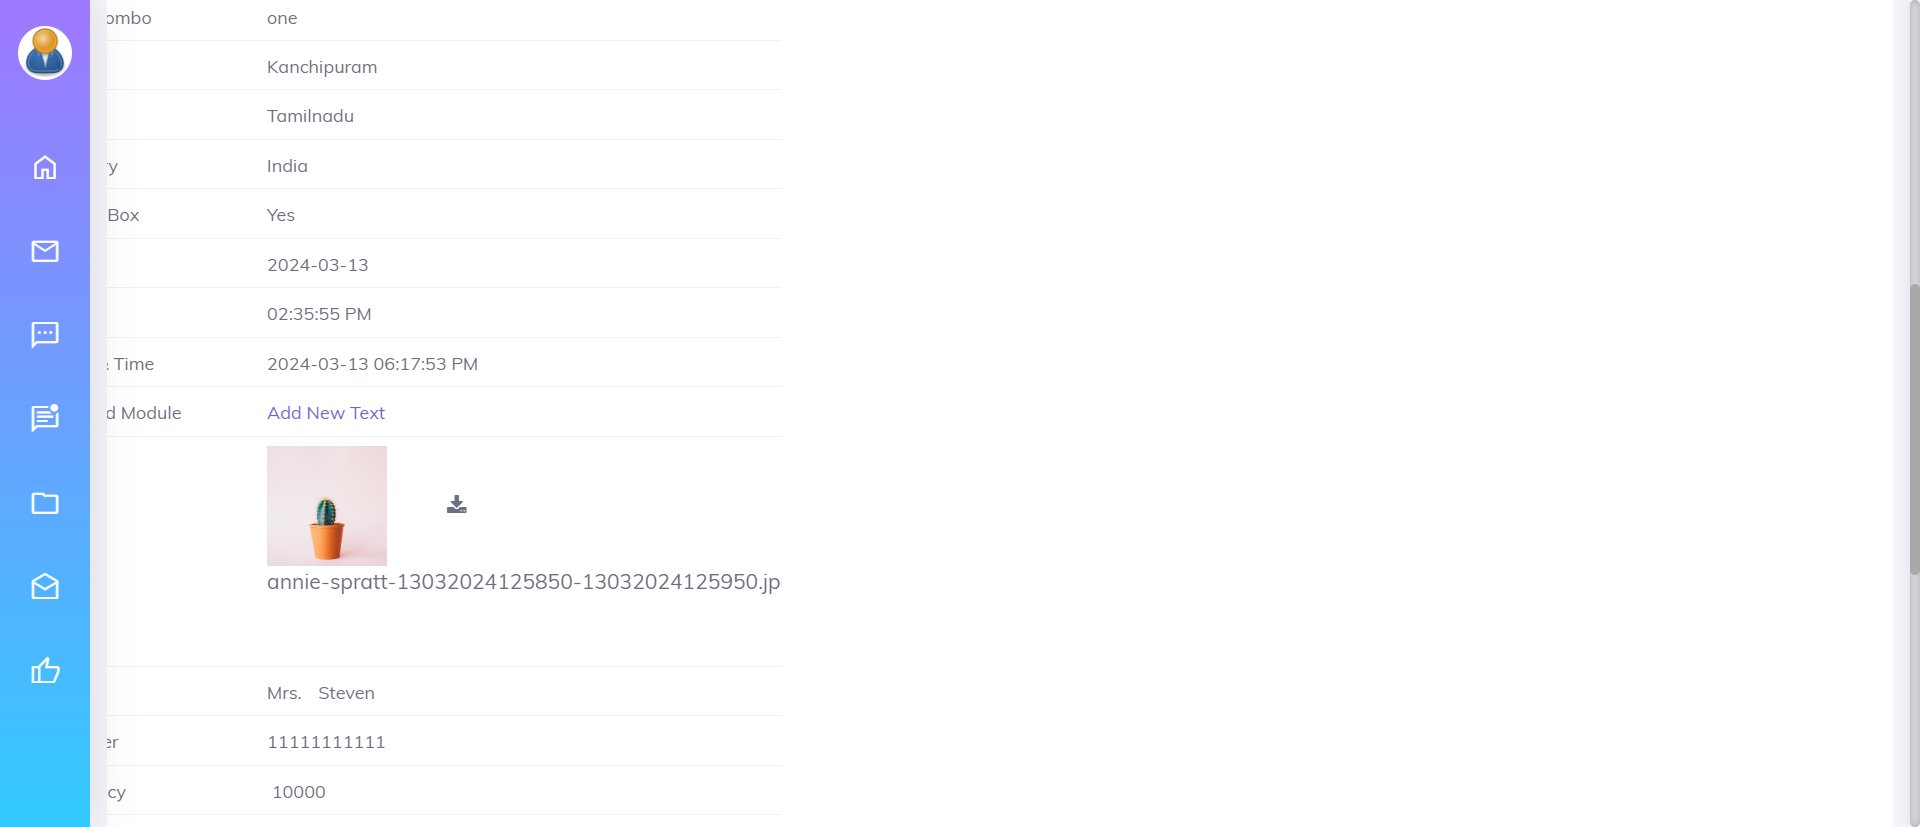 ombo one
Kanchipuram
Tamilnadu
y India
Box Yes
2024-03-13
02:35:55 PM
Time 2024-03-13 06:17:53 PM
d Module Add New Text
annie-spratt-13032024125850-13032024125950.jp
Mrs. Steven
er 11111111111
cy 10000